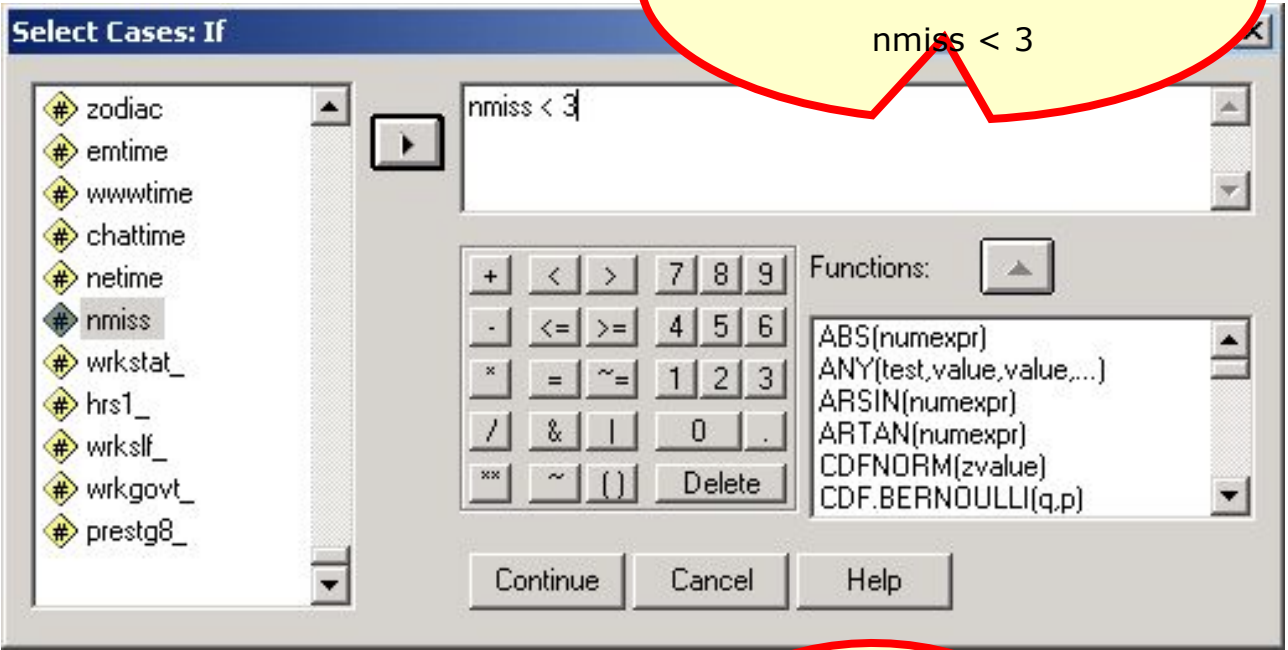 Select Cases: If
nmiss < 3
zodiac
emtime
wwwtime
chattime
netime
nmiss
wrkstat_
hrs1_
wrkslf_
wrkgovt_
prestg8_
nmiss < 3
+ < > 7 8 9
- <= >= 4 5 6
* = ~= 1 2 3
/ & | 0 .
** ~ () Delete
Functions:
ABS(numexpr)
ANY(test,value,value,...)
ARSIN(numexpr)
ARTAN(numexpr)
CDFNORM(zvalue)
CDF.BERNOULLI(q,p)
Continue Cancel Help